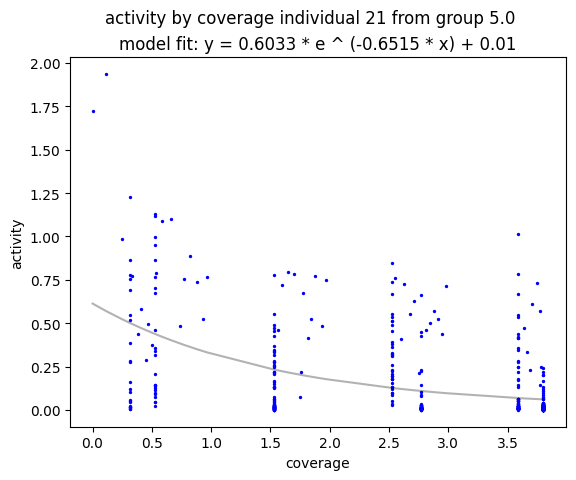 activity by coverage individual 21 from group 5.0
model fit: y = 0.6033 * e ^ (-0.6515 * x) + 0.01
2.00
1.75
1.50
1.25
1.00
0.75
0.50
0.25
0.00
activity
0.0 0.5 1.0 1.5 2.0 2.5 3.0 3.5
coverage